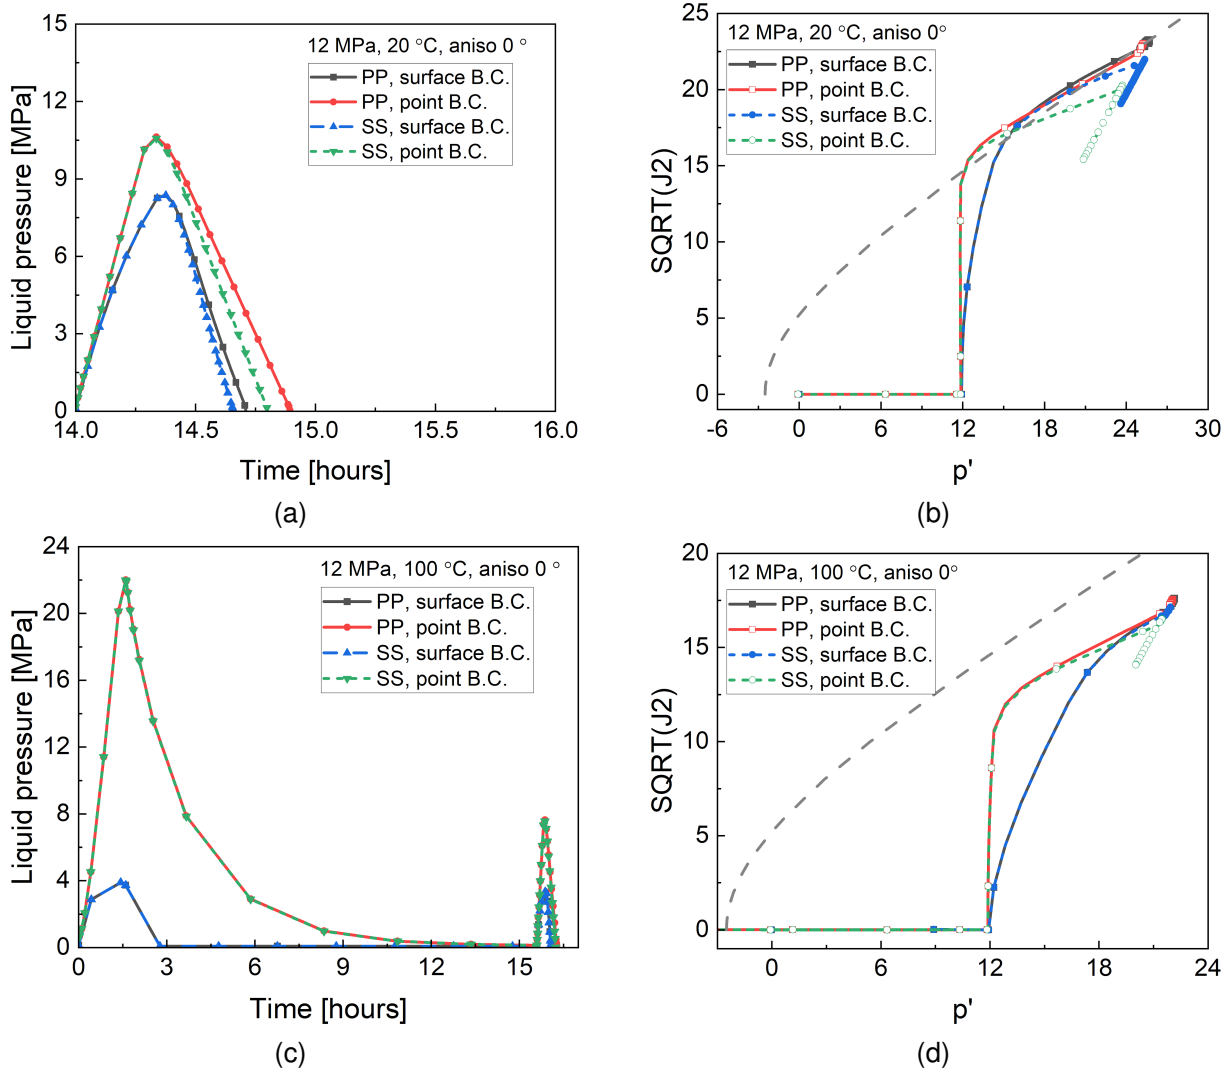 15
12
9
6
3
0
14.0
14.5
15.0
15.5
16.0
Liquid pressure [MPa]
Time [hours]
12 MPa, 20 °C, aniso 0 °
PP, surface B.C.
PP, point B.C.
SS, surface B.C.
SS, point B.C.
(a)
25
20
15
10
5
0
-6
0
6
12
18
24
30
SQRT(J2)
p'
12 MPa, 20 °C, aniso 0°
PP, surface B.C.
PP, point B.C.
SS, surface B.C.
SS, point B.C.
(b)
24
20
16
12
8
4
0
0
3
6
9
12
15
Liquid pressure [MPa]
Time [hours]
12 MPa, 100 °C, aniso 0 °
PP, surface B.C.
PP, point B.C.
SS, surface B.C.
SS, point B.C.
(c)
20
15
10
5
0
0
6
12
18
24
SQRT(J2)
p'
12 MPa, 100 °C, aniso 0°
PP, surface B.C.
PP, point B.C.
SS, surface B.C.
SS, point B.C.
(d)